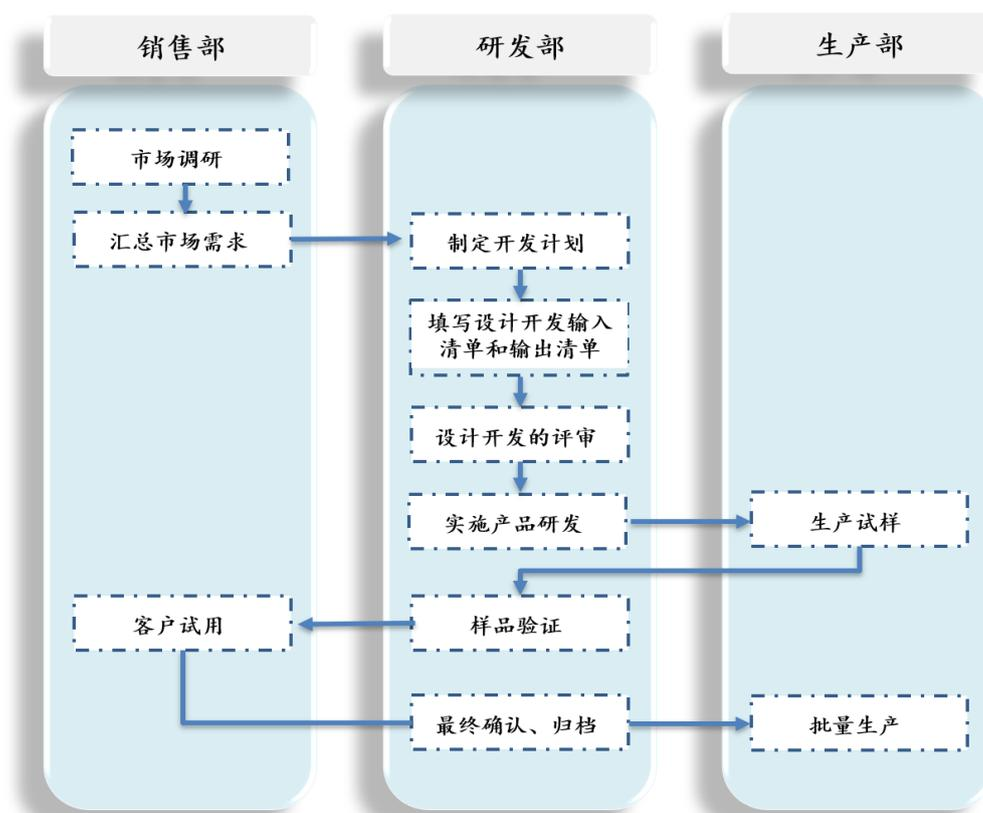 销售部
研发部
生产部
市场调研
汇总市场需求
制定开发计划
填写设计开发输入
清单和输出清单
设计开发的评审
实施产品研发
生产试样
客户试用
样品验证
最终确认、归档
批量生产